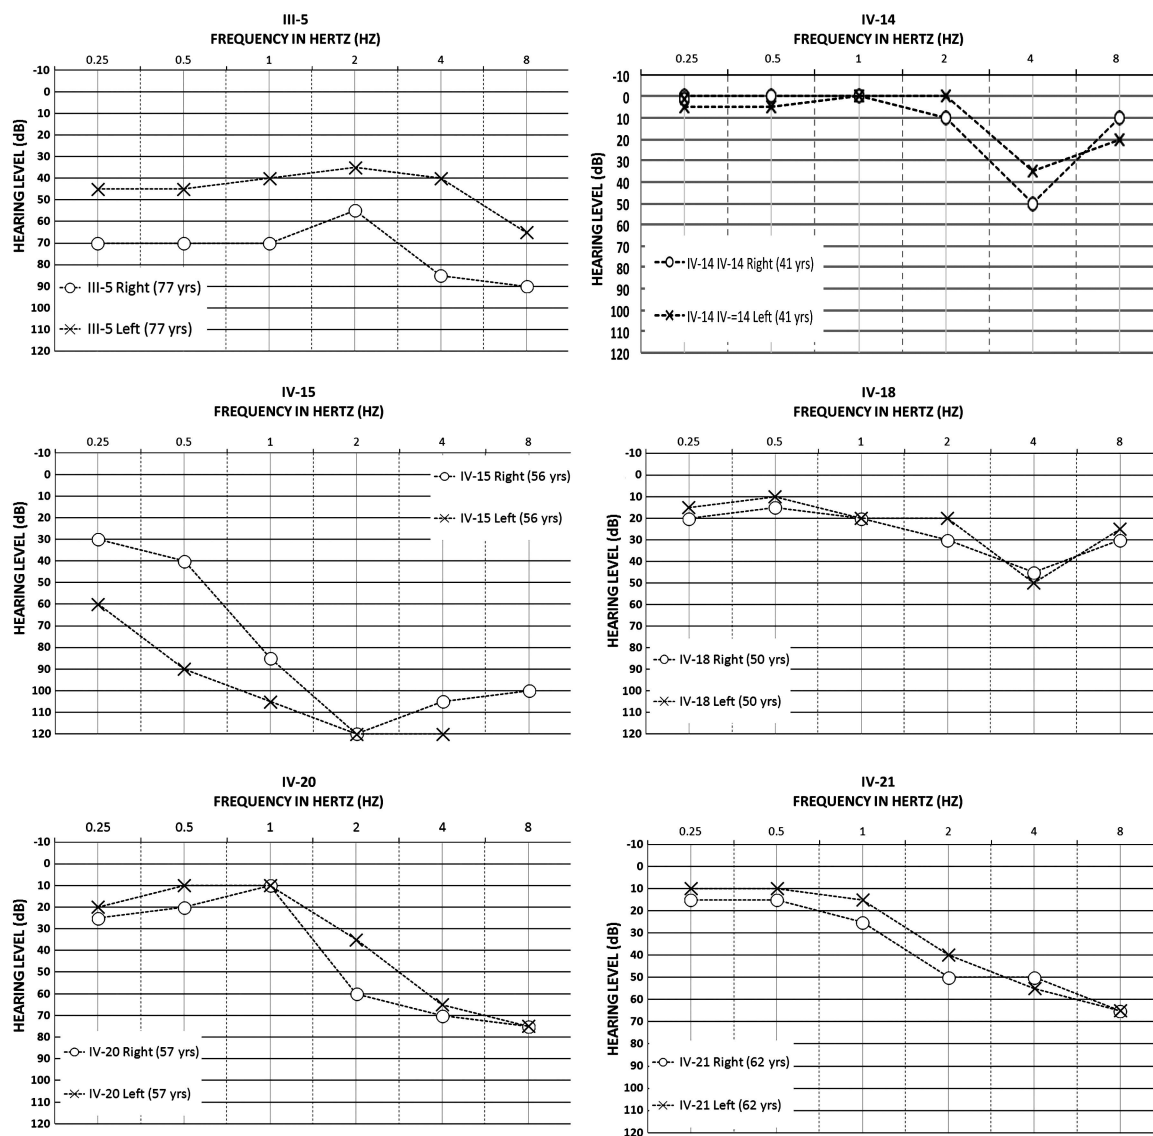 III-5
FREQUENCY IN HERTZ (HZ)
0.25 0.5 1 2 4 8
HEARING LEVEL (dB)
-10
0
10
20
30
40
50
60
70
80
90
100
110
120
III-5 Right (77 yrs)
III-5 Left (77 yrs)
IV-14
FREQUENCY IN HERTZ (HZ)
0.25 0.5 1 2 4 8
HEARING LEVEL (dB)
-10
0
10
20
30
40
50
60
70
80
90
100
110
120
IV-14 IV-14 Right (41 yrs)
IV-14 IV-=14 Left (41 yrs)
IV-15
FREQUENCY IN HERTZ (HZ)
0.25 0.5 1 2 4 8
HEARING LEVEL (dB)
-10
0
10
20
30
40
50
60
70
80
90
100
110
120
IV-15 Right (56 yrs)
IV-15 Left (56 yrs)
IV-18
FREQUENCY IN HERTZ (HZ)
0.25 0.5 1 2 4 8
HEARING LEVEL (dB)
-10
0
10
20
30
40
50
60
70
80
90
100
110
120
IV-18 Right (50 yrs)
IV-18 Left (50 yrs)
IV-20
FREQUENCY IN HERTZ (HZ)
0.25 0.5 1 2 4 8
HEARING LEVEL (dB)
-10
0
10
20
30
40
50
60
70
80
90
100
110
120
IV-20 Right (57 yrs)
IV-20 Left (57 yrs)
IV-21
FREQUENCY IN HERTZ (HZ)
0.25 0.5 1 2 4 8
HEARING LEVEL (dB)
-10
0
10
20
30
40
50
60
70
80
90
100
110
120
IV-21 Right (62 yrs)
IV-21 Left (62 yrs)